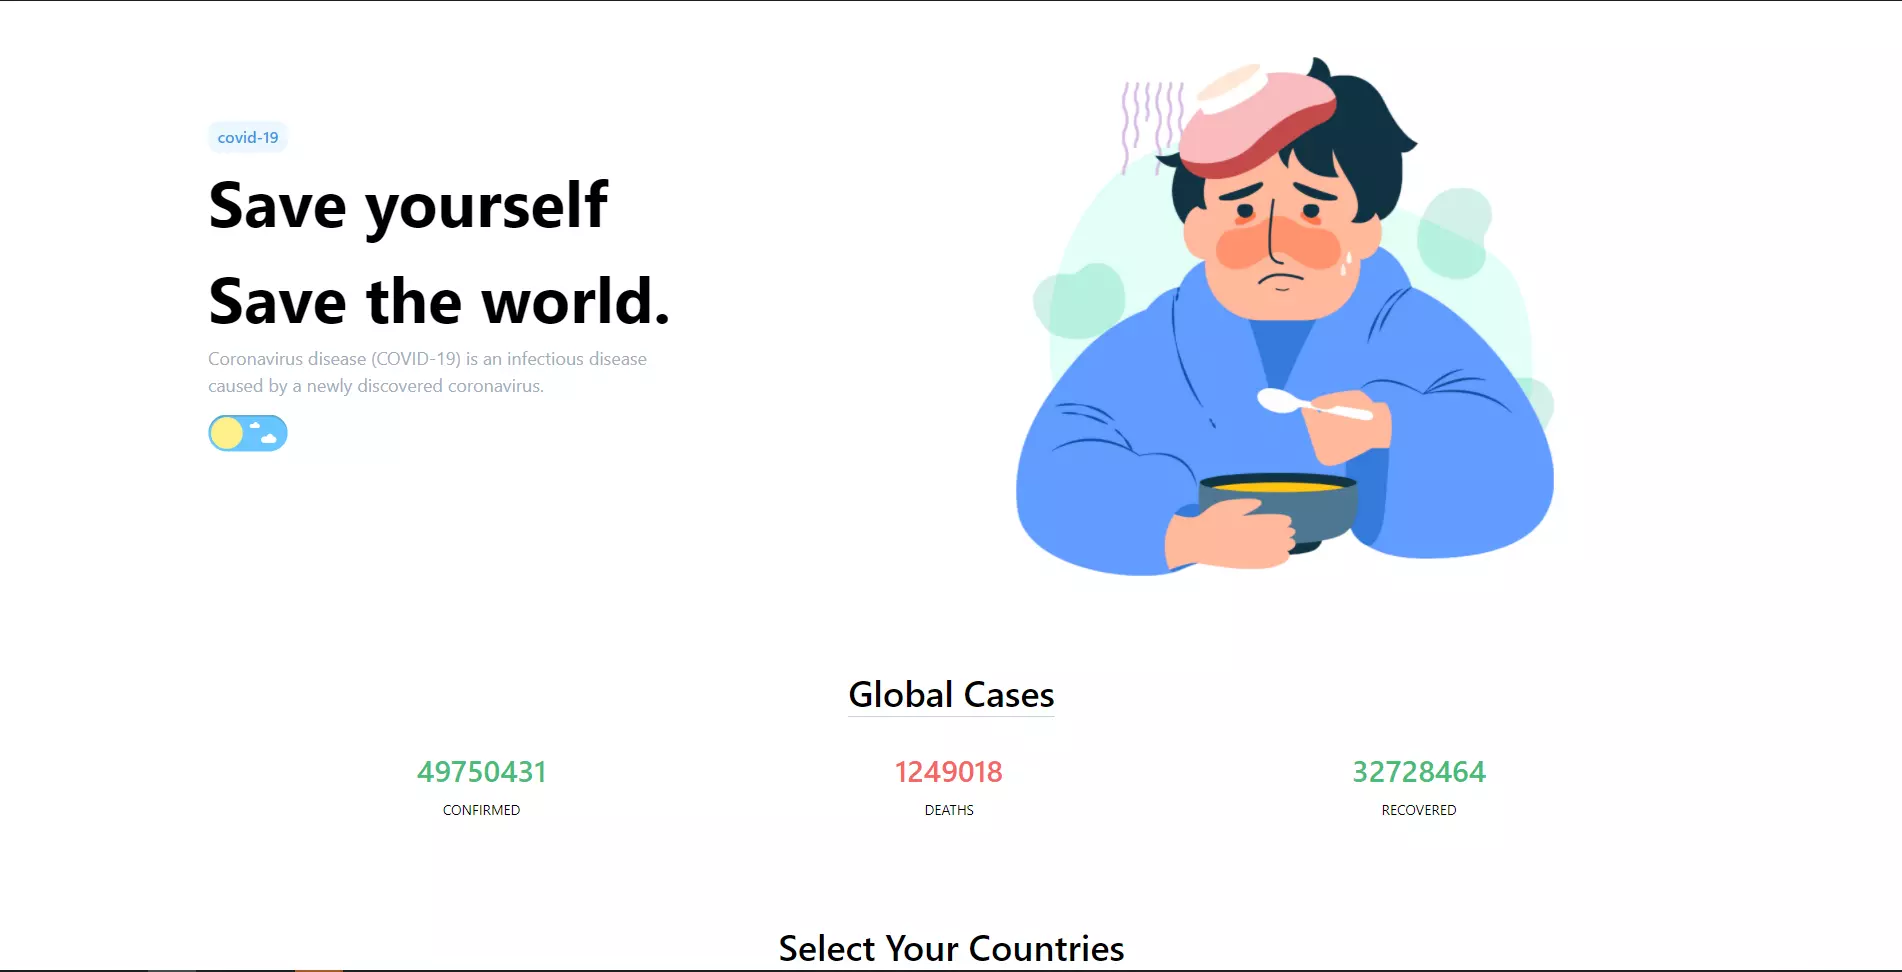 covid-19
Save yourself
Save the world.
Coronavirus disease (COVID-19) is an infectious disease
caused by a newly discovered coronavirus.
Global Cases
49750431
CONFIRMED
1249018
DEATHS
32728464
RECOVERED
Select Your Countries